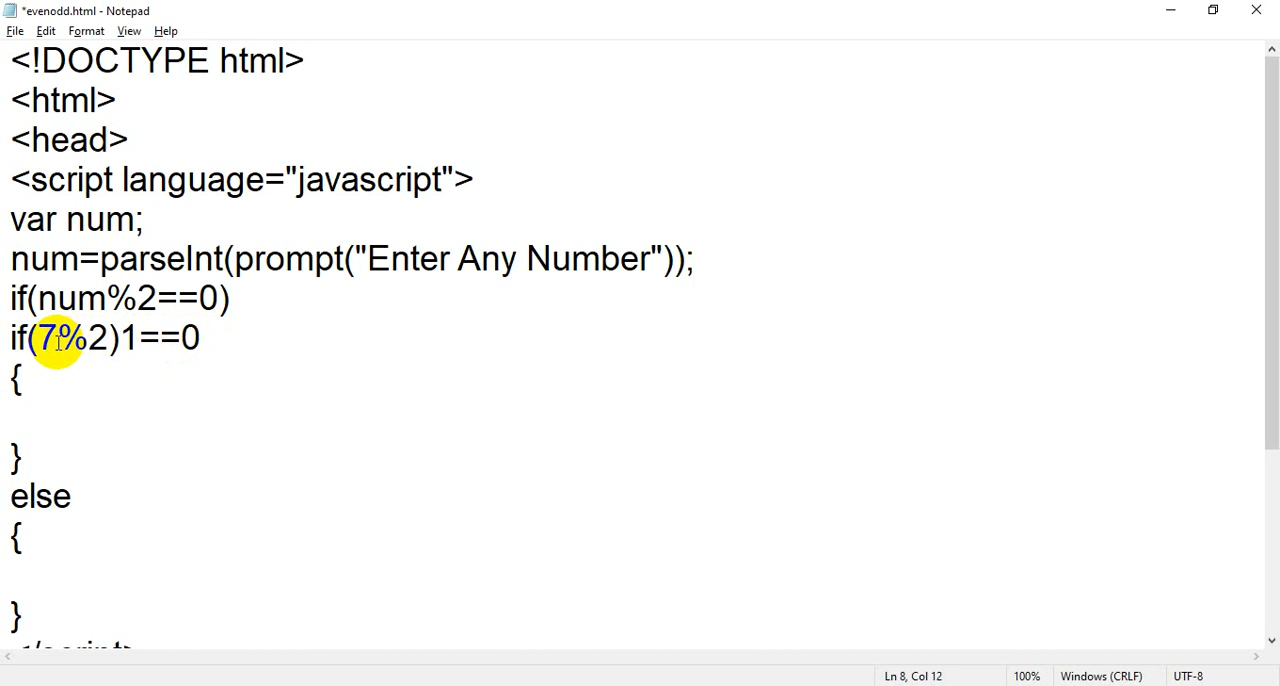 *evenodd.html - Notepad
File Edit Format View Help
<!DOCTYPE html>
<html>
<head>
<script language="javascript">
var num;
num=parseInt(prompt("Enter Any Number"));
if(num%2==0)
if(7%2)1==0
{
}
else
{
}
Ln 8, Col 12 100% Windows (CRLF) UTF-8